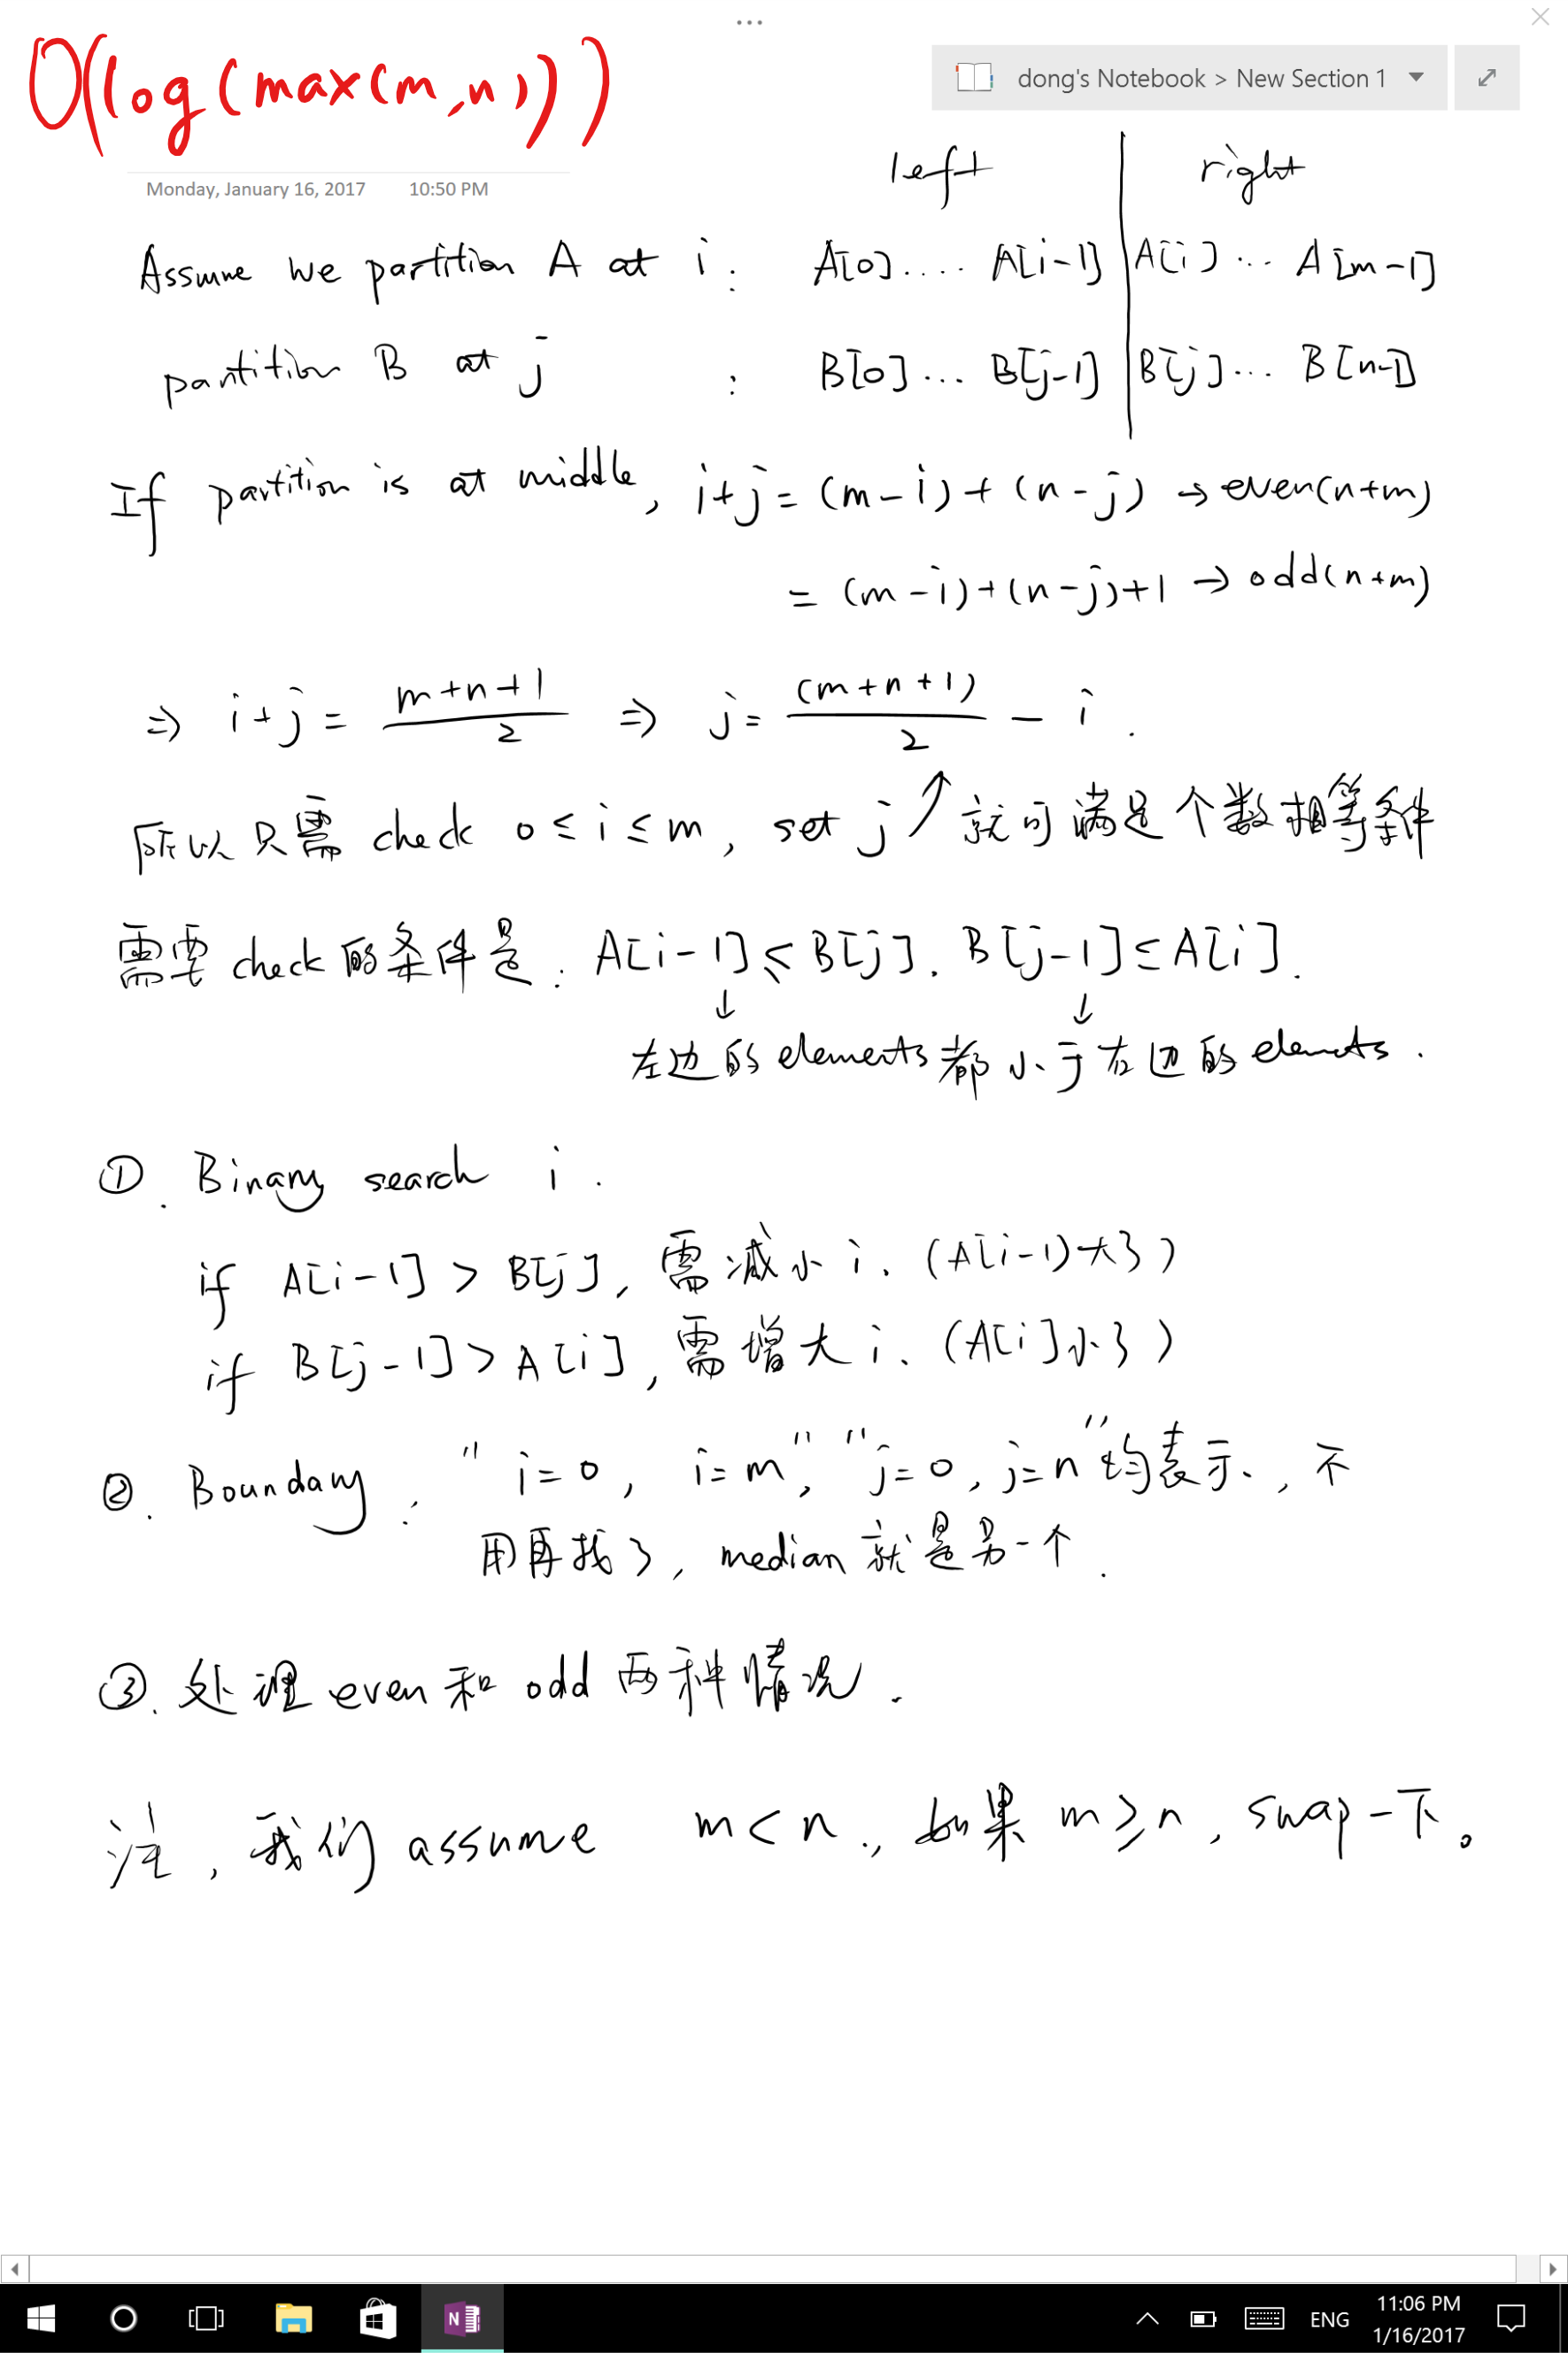 O(log(max(m,n)))
dong's Notebook > New Section 1
Monday, January 16, 2017 10:50 PM
left right
Assume we partition A at i : A[0].... A[i-1] A[i]... A[m-1]
partition B at j : B[0]... B[j-1] B[j]... B[n-1]
If partition is at middle, i+j = (m-i)+(n-j) → even(n+m)
= (m-i)+(n-j)+1 → odd(n+m)
⇒ i+j = \frac{m+n+1}{2} ⇒ j = \frac{(m+n+1)}{2} - i .
所以只需 check 0 ≤ i ≤ m, set j ↗ 就可满足个数相等条件
需要 check 的条件是: A[i-1] ≤ B[j]. B[j-1] ≤ A[i].
↓ ↓
左边的 elements 都小于右边的 elements.
①. Binary search i .
if A[i-1] > B[j], 需减小 i. (A[i-1]大了)
if B[j-1] > A[i], 需增大 i. (A[i]小了)
②. Boundary: " i=0, i=m", "j=0, j=n" 均表示, 不
用再找了, median 就是另一个.
③. 处理 even 和 odd 两种情况.
注, 我们 assume m < n., 如果 m ≥ n, swap 一下。
ENG
11:06 PM
1/16/2017